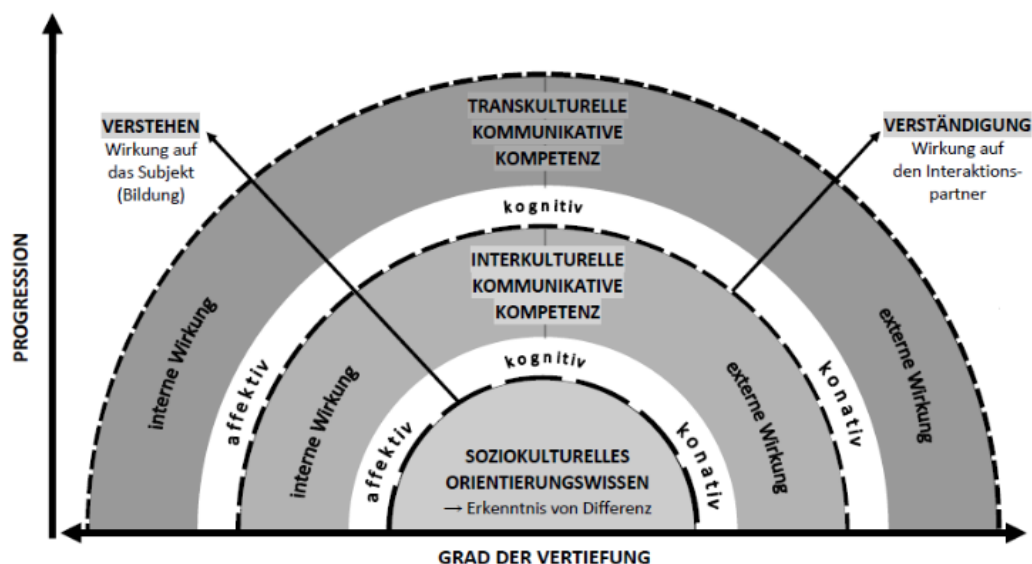 TRANSKULTURELLE
KOMMUNIKATIVE
KOMPETENZ
VERSTEHEN
Wirkung auf
das Subjekt
(Bildung)
VERSTÄNDIGUNG
Wirkung auf
den Interaktions-
partner
kognitiv
INTERKULTURELLE
KOMMUNIKATIVE
KOMPETENZ
interne Wirkung
affektiv
konativ
externe Wirkung
kognitiv
interne Wirkung
affektiv
konativ
externe Wirkung
SOZIOKULTURELLES
ORIENTIERUNGSWISSEN
→ Erkenntnis von Differenz
PROGRESSION
GRAD DER VERTIEFUNG